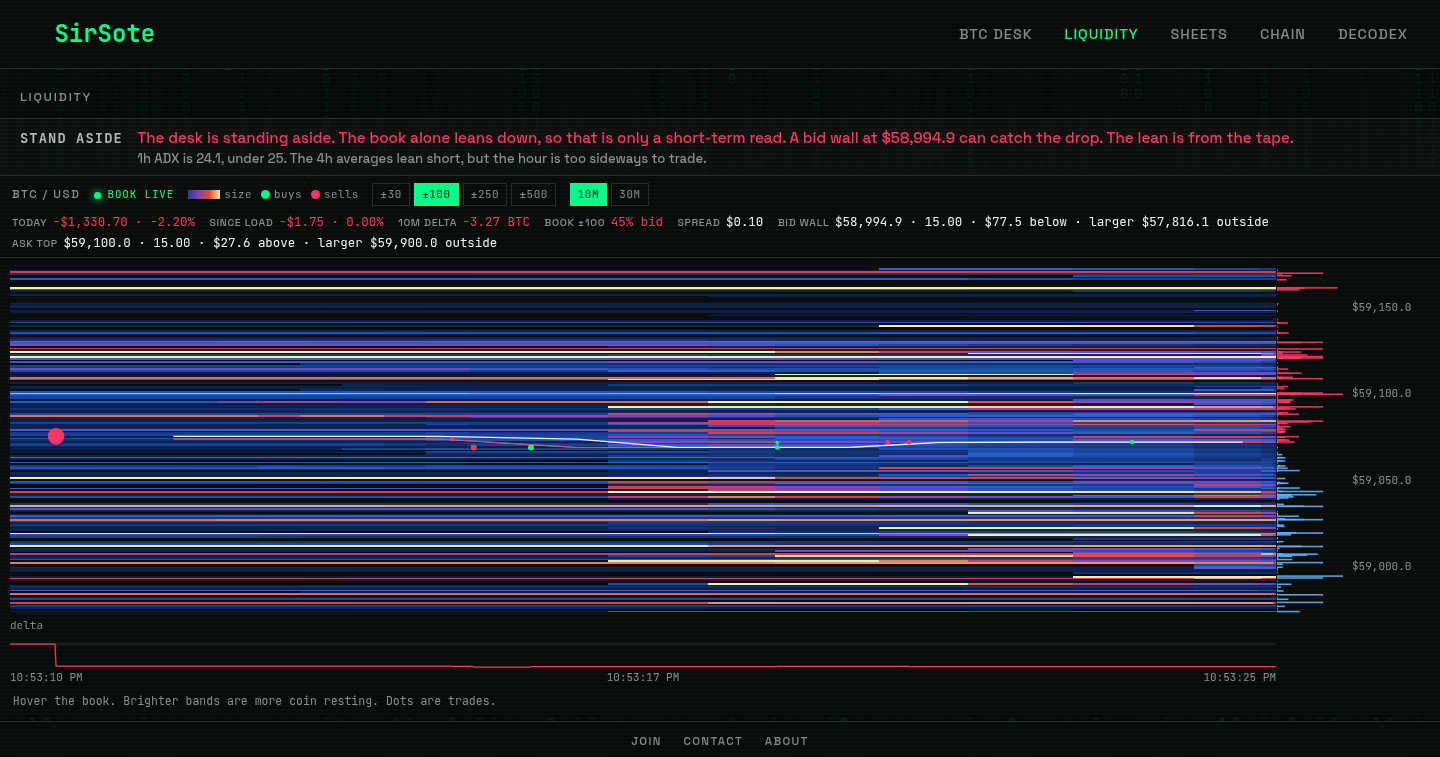 SirSote
BTC DESK LIQUIDITY SHEETS CHAIN DECODEX
LIQUIDITY
STAND ASIDE The desk is standing aside. The book alone leans down, so that is only a short-term read. A bid wall at $58,994.9 can catch the drop. The lean is from the tape.
1h ADX is 24.1, under 25. The 4h averages lean short, but the hour is too sideways to trade.
BTC / USD BOOK LIVE size buys sells ±30 ±100 ±250 ±500 10M 30M
TODAY -$1,330.70 · -2.20% SINCE LOAD -$1.75 · 0.00% 10M DELTA -3.27 BTC BOOK ±100 45% bid SPREAD $0.10 BID WALL $58,994.9 · 15.00 · $77.5 below · larger $57,816.1 outside
ASK TOP $59,100.0 · 15.00 · $27.6 above · larger $59,900.0 outside
$59,150.0
$59,100.0
$59,050.0
$59,000.0
delta
10:53:10 PM 10:53:17 PM 10:53:25 PM
Hover the book. Brighter bands are more coin resting. Dots are trades.
JOIN CONTACT ABOUT